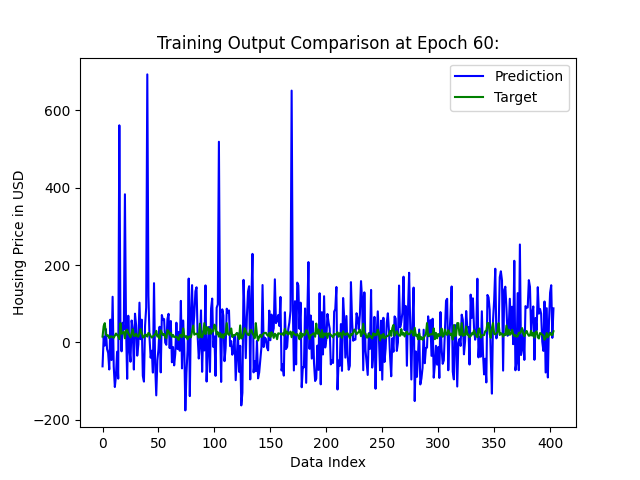 Training Output Comparison at Epoch 60:
Prediction
Target
Housing Price in USD
600
400
200
0
−200
0 50 100 150 200 250 300 350 400
Data Index